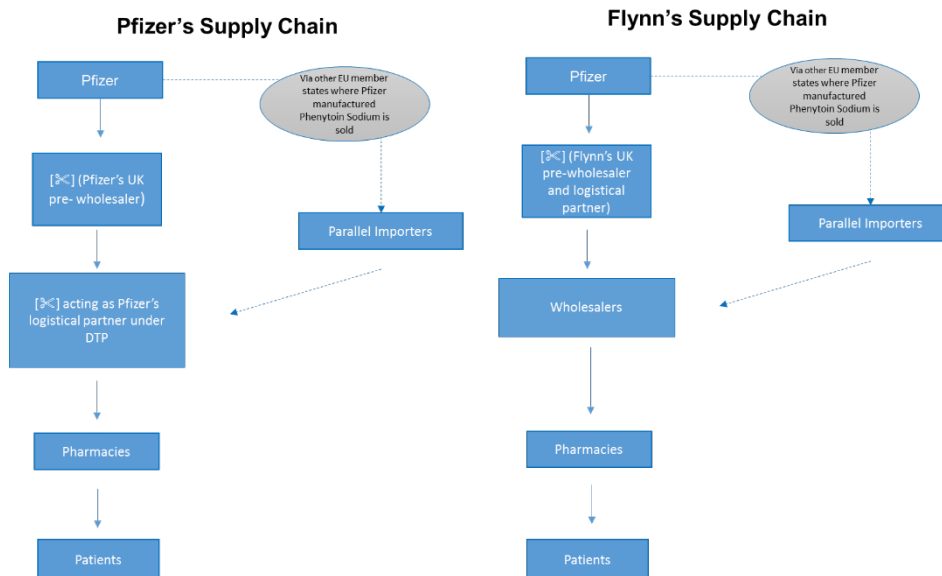 Pfizer's Supply Chain
Pfizer
Via other EU member
states where Pfizer
manufactured
Phenytoin Sodium is
sold
[✂] (Pfizer's UK
pre- wholesaler)
Parallel Importers
[✂] acting as Pfizer's
logistical partner under
DTP
Pharmacies
Patients
Flynn's Supply Chain
Pfizer
Via other EU member
states where Pfizer
manufactured
Phenytoin Sodium is
sold
[✂] (Flynn's UK
pre-wholesaler
and logistical
partner)
Parallel Importers
Wholesalers
Pharmacies
Patients